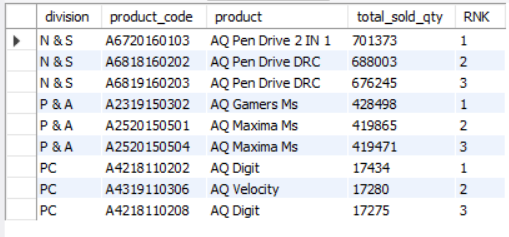 division product_code product total_sold_qty RNK
N & S A6720160103 AQ Pen Drive 2 IN 1 701373 1
N & S A6818160202 AQ Pen Drive DRC 688003 2
N & S A6819160203 AQ Pen Drive DRC 676245 3
P & A A2319150302 AQ Gamers Ms 428498 1
P & A A2520150501 AQ Maxima Ms 419865 2
P & A A2520150504 AQ Maxima Ms 419471 3
PC A4218110202 AQ Digit 17434 1
PC A4319110306 AQ Velocity 17280 2
PC A4218110208 AQ Digit 17275 3